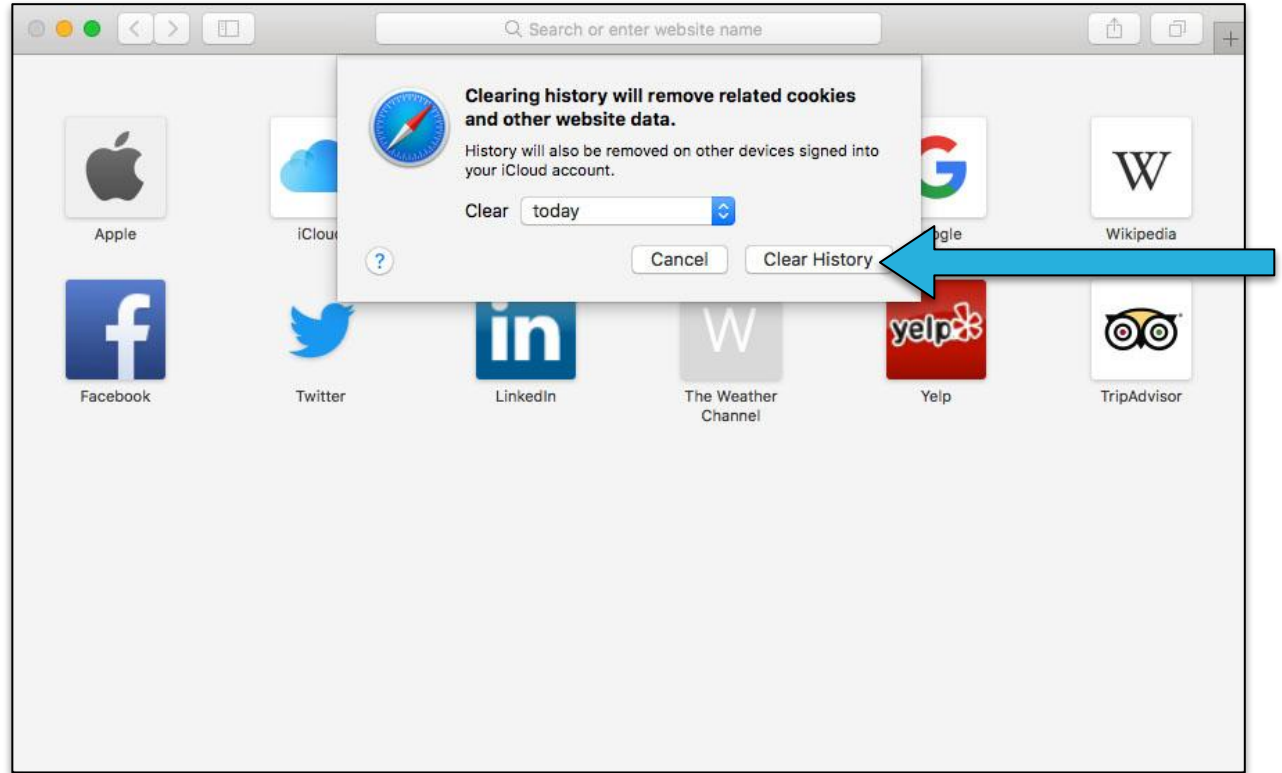 Search or enter website name
Clearing history will remove related cookies
and other website data.
History will also be removed on other devices signed into
your iCloud account.
Clear today
? Cancel Clear History
W
Apple
iClou
ogle
Wikipedia
f
in
W
yelp
Facebook
Twitter
LinkedIn
The Weather
Channel
Yelp
TripAdvisor